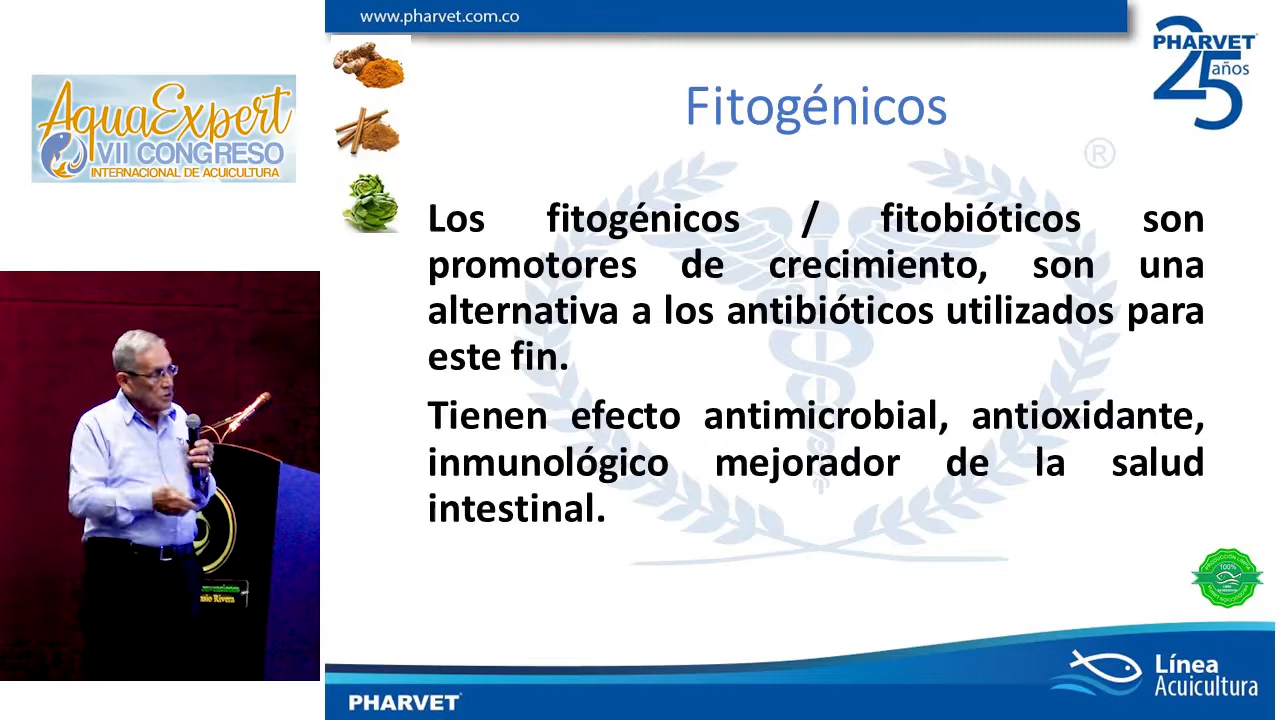 www.pharvet.com.co
PHARVET
25 años
AquaExpert
VII CONGRESO
INTERNACIONAL DE ACUICULTURA
Fitogénicos
®
Los fitogénicos / fitobióticos son
promotores de crecimiento, son una
alternativa a los antibióticos utilizados para
este fin.
Tienen efecto antimicrobial, antioxidante,
inmunológico mejorador de la salud
intestinal.
Rivera
100%
PHARVET
Línea
Acuicultura